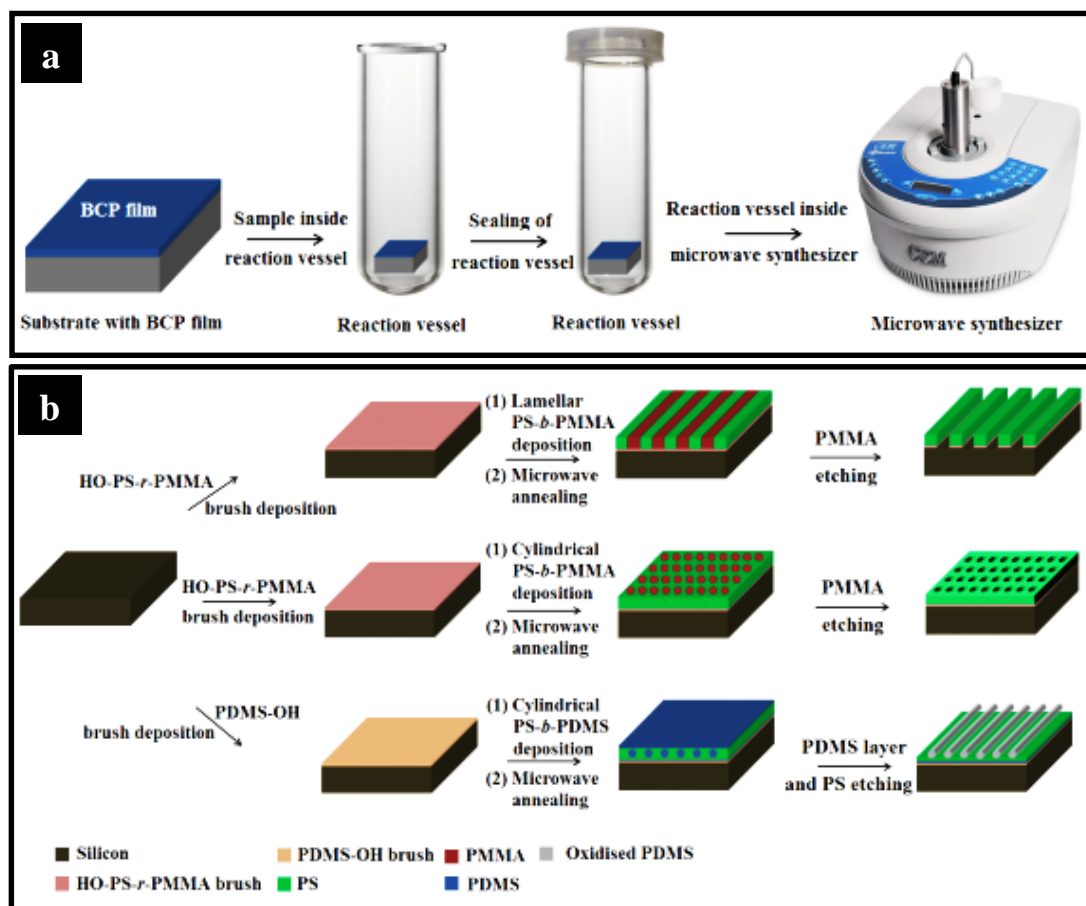 a
BCP film
Substrate with BCP film
Sample inside
reaction vessel
Reaction vessel
Sealing of
reaction vessel
Reaction vessel
Reaction vessel inside
microwave synthesizer
CEM
Microwave synthesizer
b
HO-PS-r-PMMA
brush deposition
(1) Lamellar
PS-b-PMMA
deposition
(2) Microwave
annealing
PMMA
etching
HO-PS-r-PMMA
brush deposition
(1) Cylindrical
PS-b-PMMA
deposition
(2) Microwave
annealing
PMMA
etching
PDMS-OH
brush deposition
(1) Cylindrical
PS-b-PDMS
deposition
(2) Microwave
annealing
PDMS layer
and PS etching
Silicon
PDMS-OH brush
PMMA
Oxidised PDMS
HO-PS-r-PMMA brush
PS
PDMS